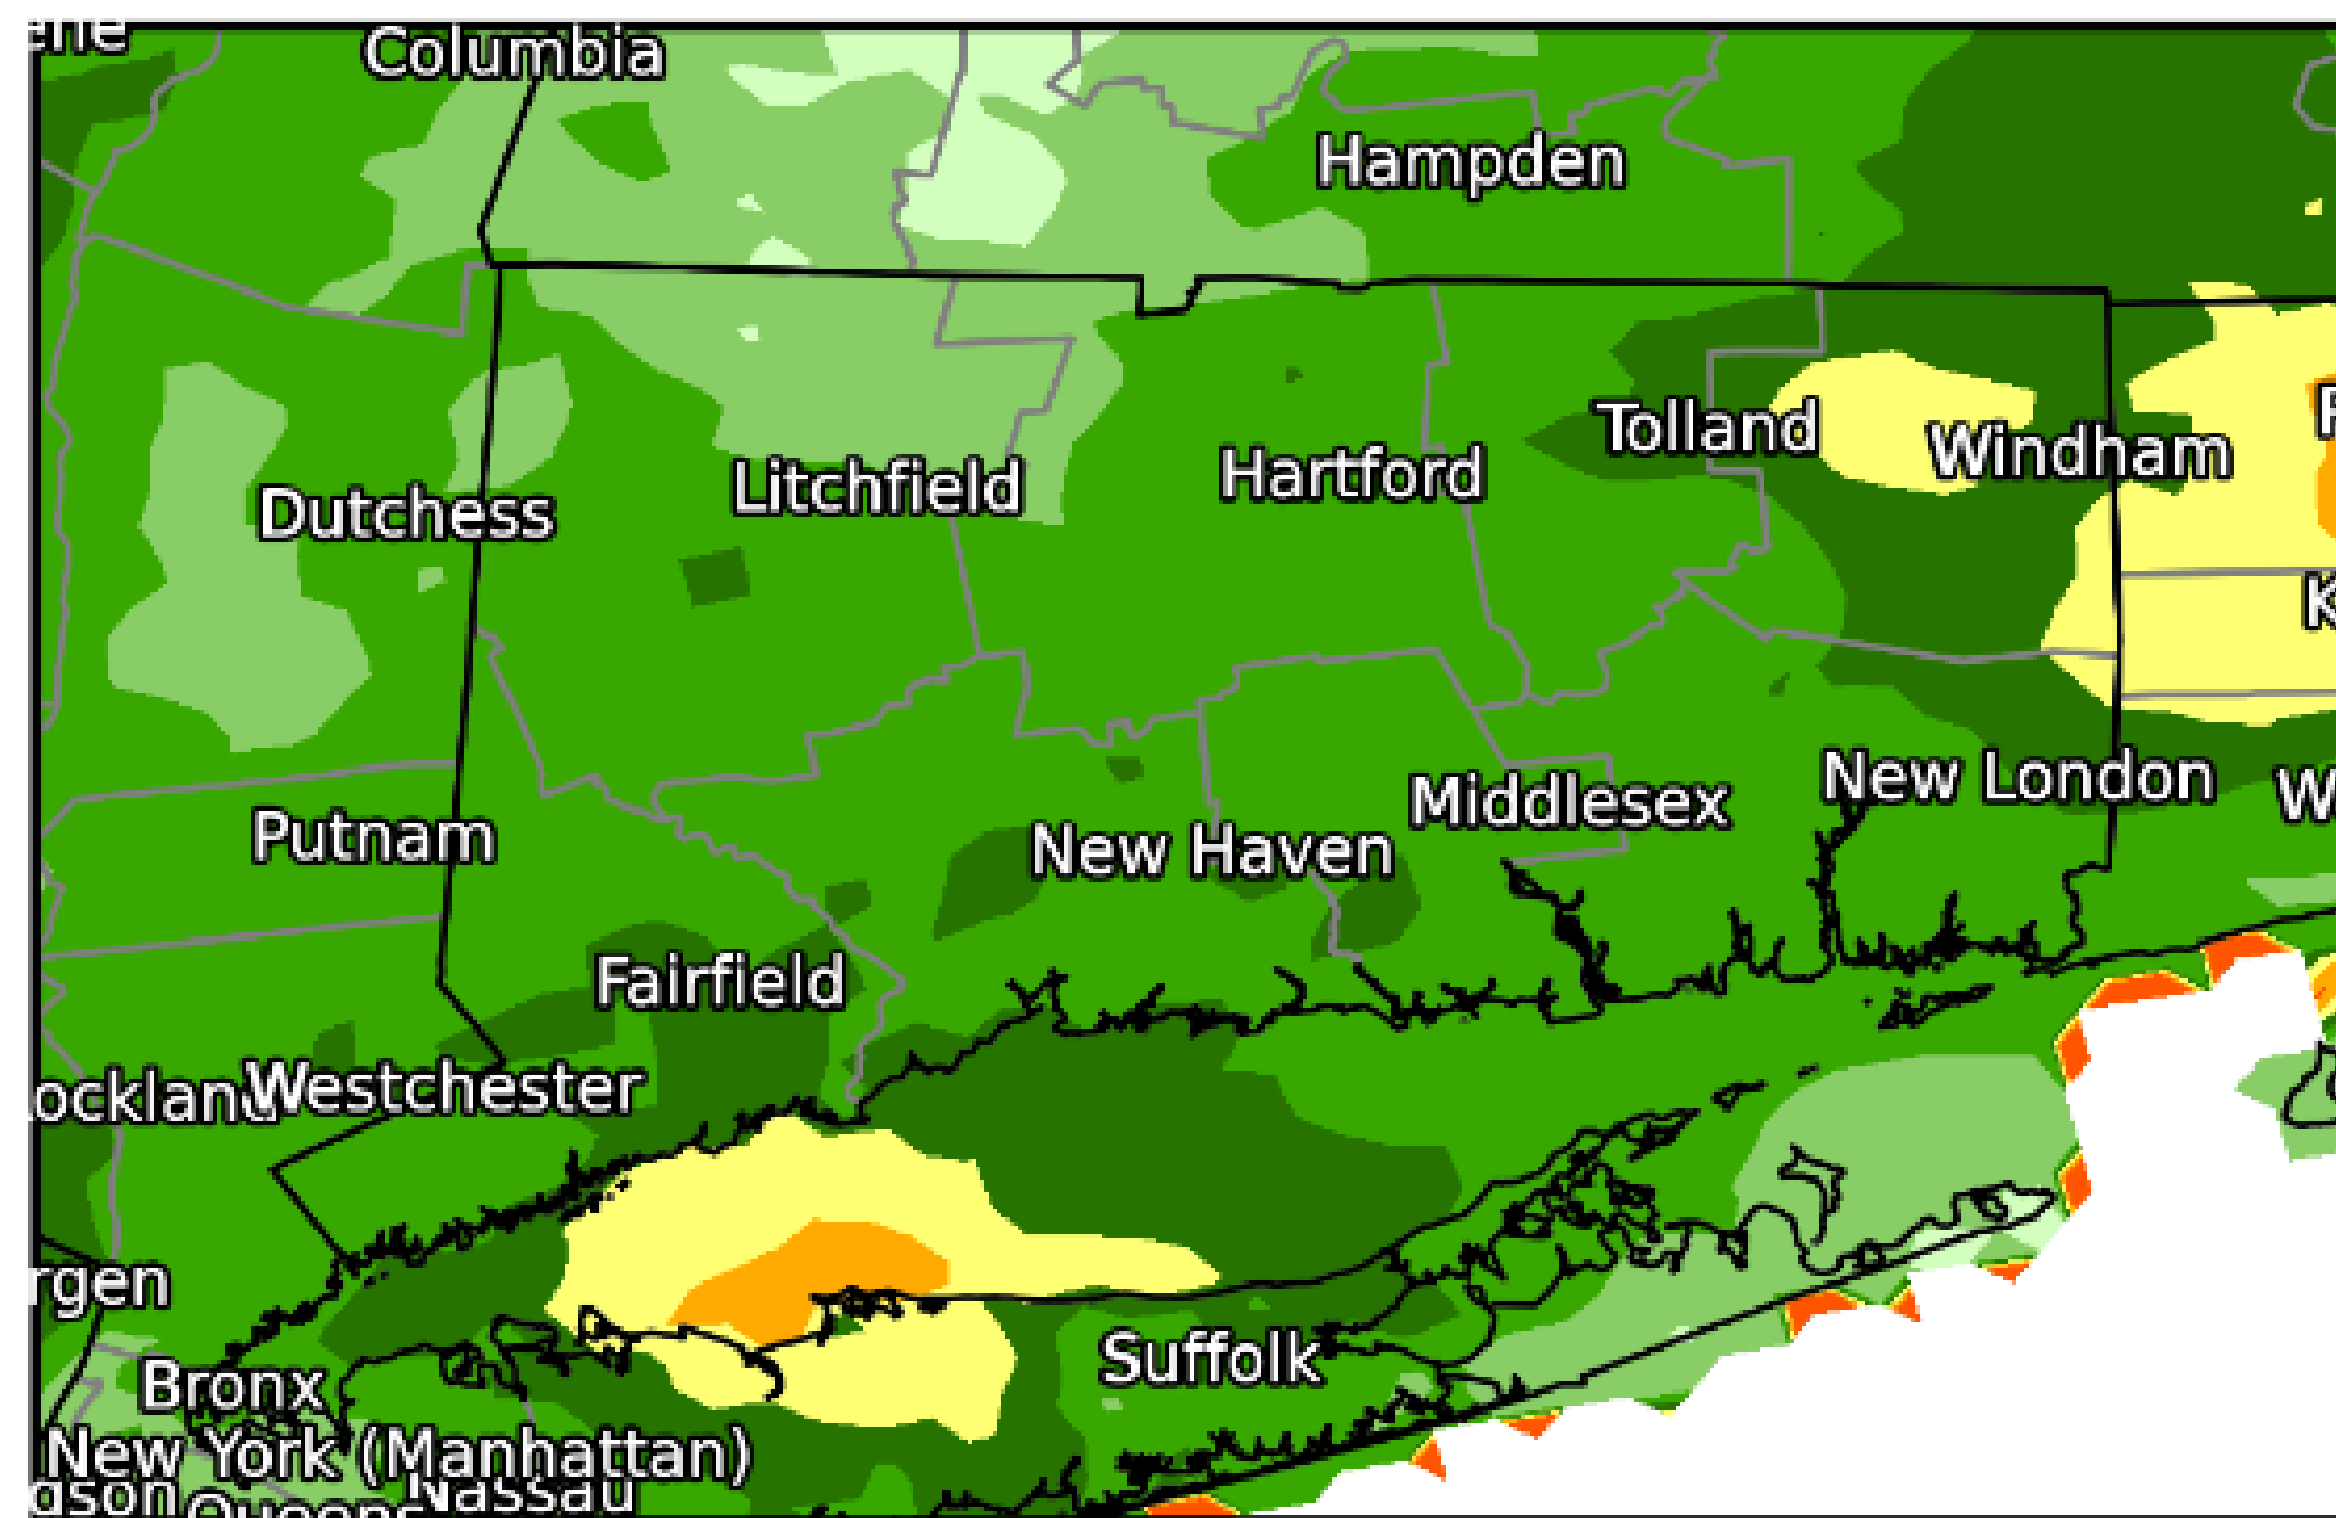 Columbia
Hampden
Tolland
Windham
Hartford
Litchfield
Dutchess
New London
Middlesex
Putnam
New Haven
Fairfield
Westchester
Suffolk
Bronx
New York (Manhattan)
Nassau